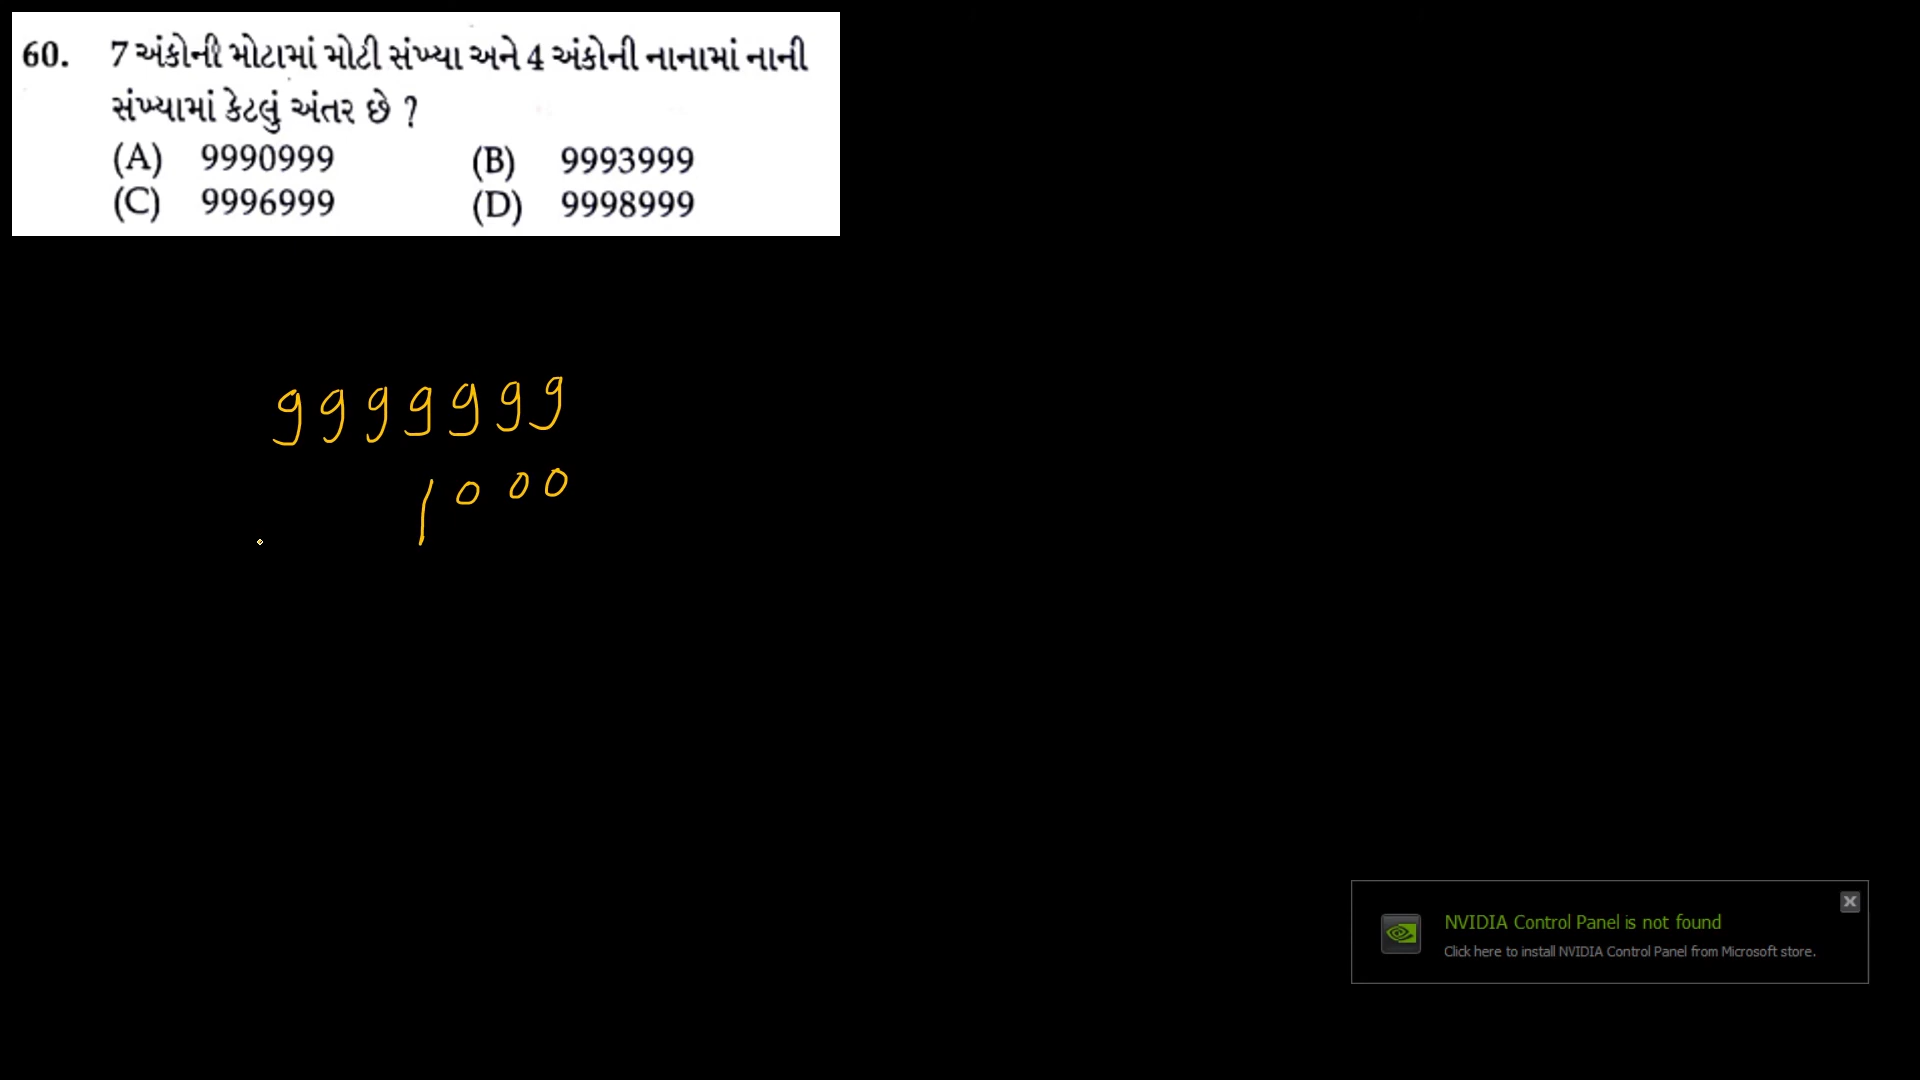 60. 7 અંકોની મોટામાં મોટી સંખ્યા અને 4 અંકોની નાનામાં નાની
સંખ્યામાં કેટલું અંતર છે ?
(A) 9990999 (B) 9993999
(C) 9996999 (D) 9998999
9999999
1000
NVIDIA Control Panel is not found
Click here to install NVIDIA Control Panel from Microsoft store.